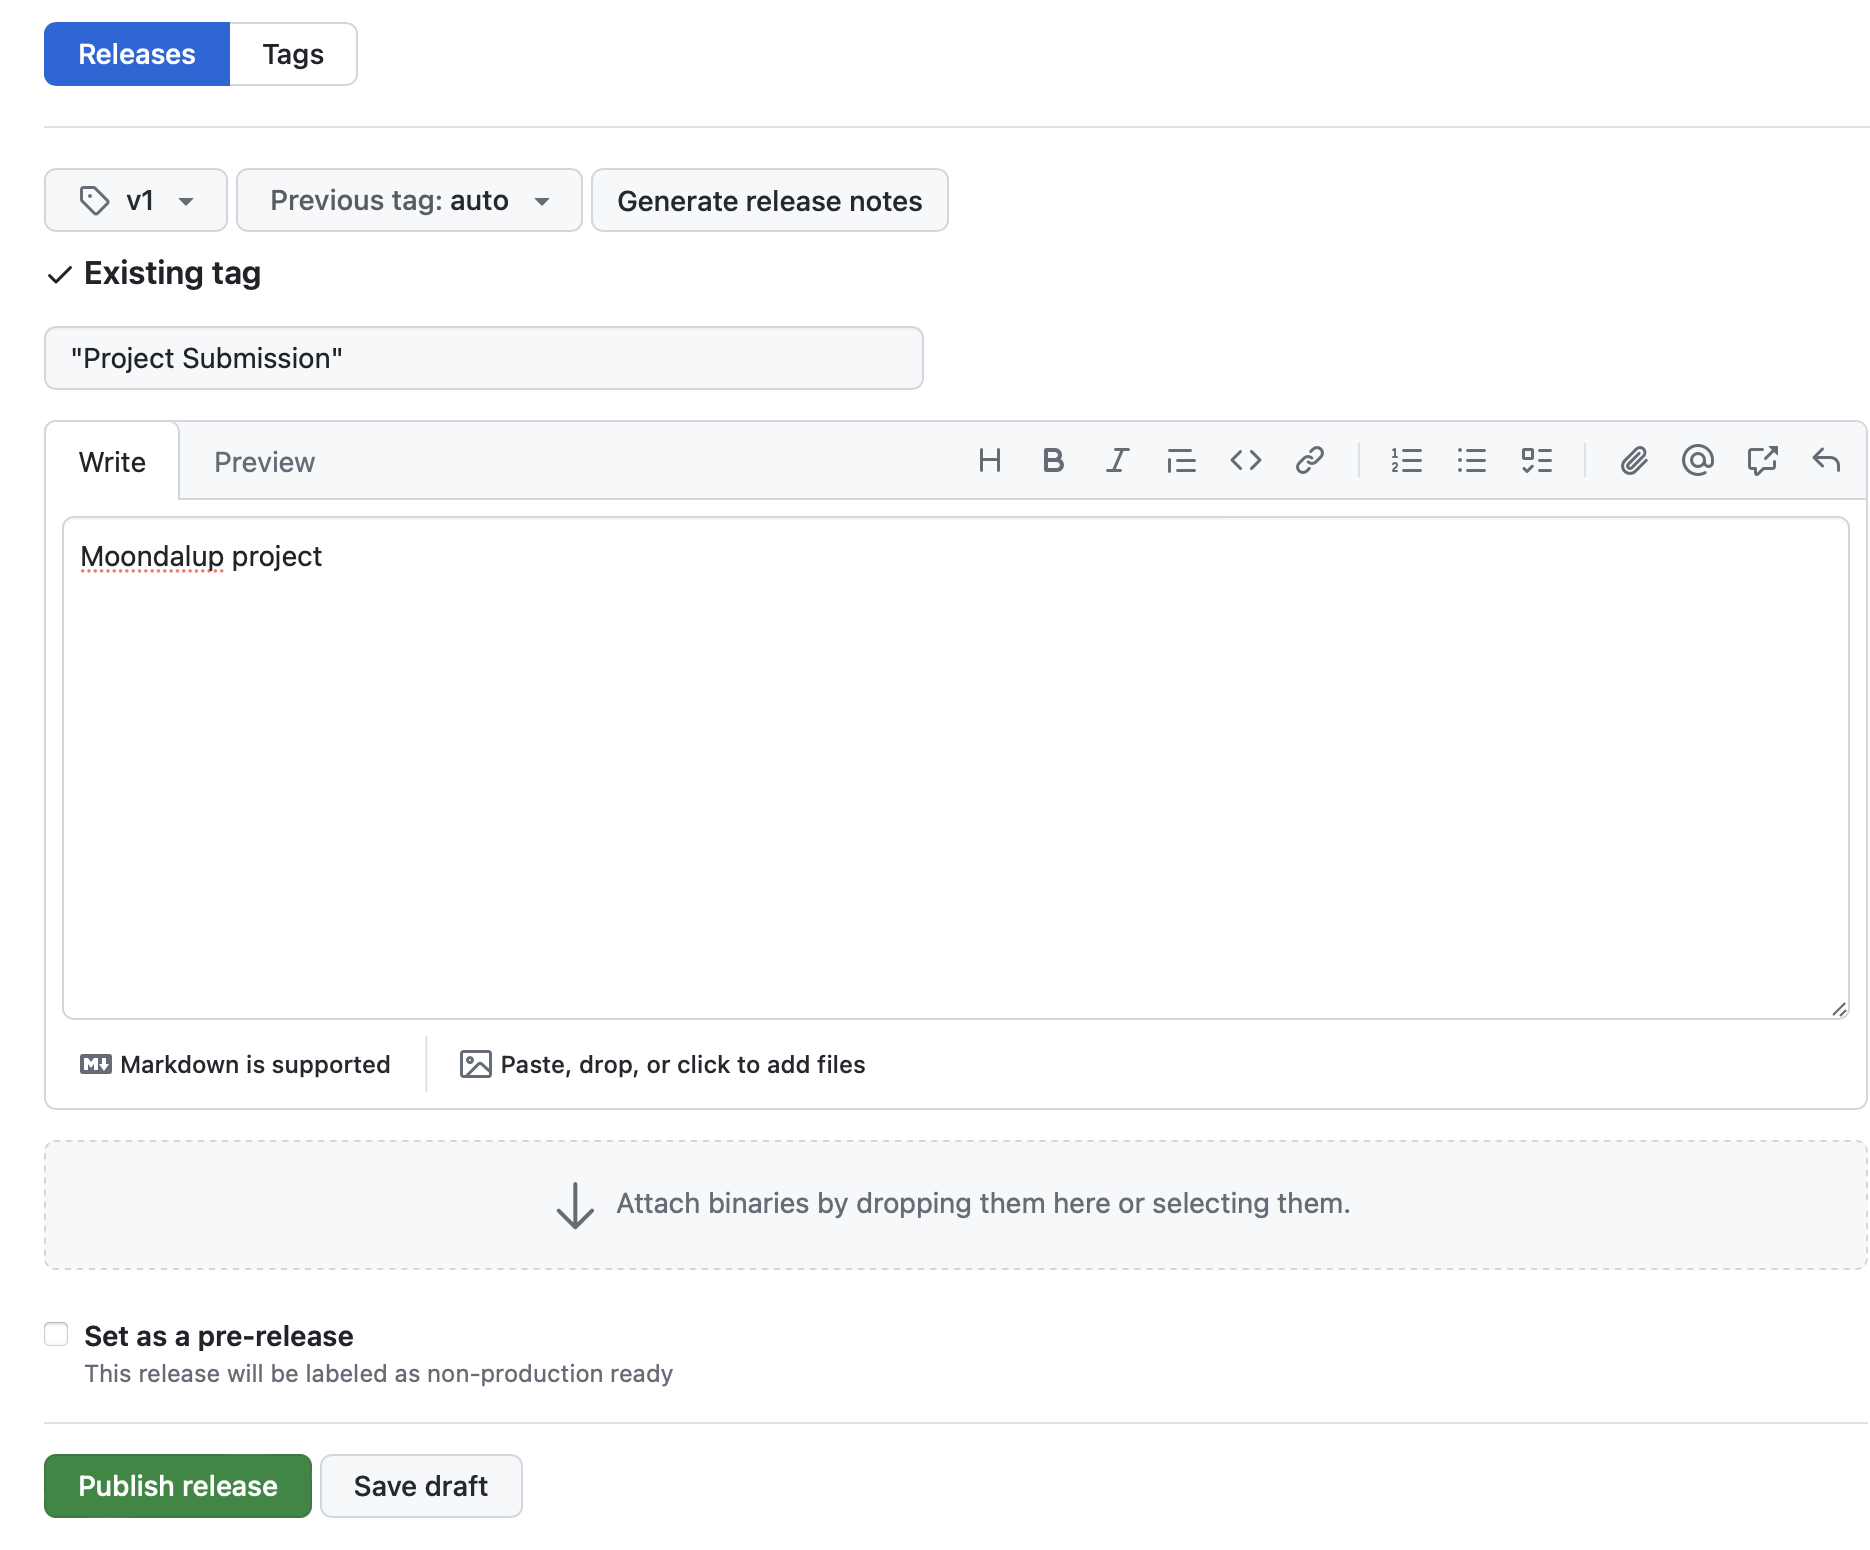 Releases Tags
v1 Previous tag: auto Generate release notes
Existing tag
"Project Submission"
Write Preview
Moondalup project
Markdown is supported Paste, drop, or click to add files
Attach binaries by dropping them here or selecting them.
Set as a pre-release
This release will be labeled as non-production ready
Publish release Save draft